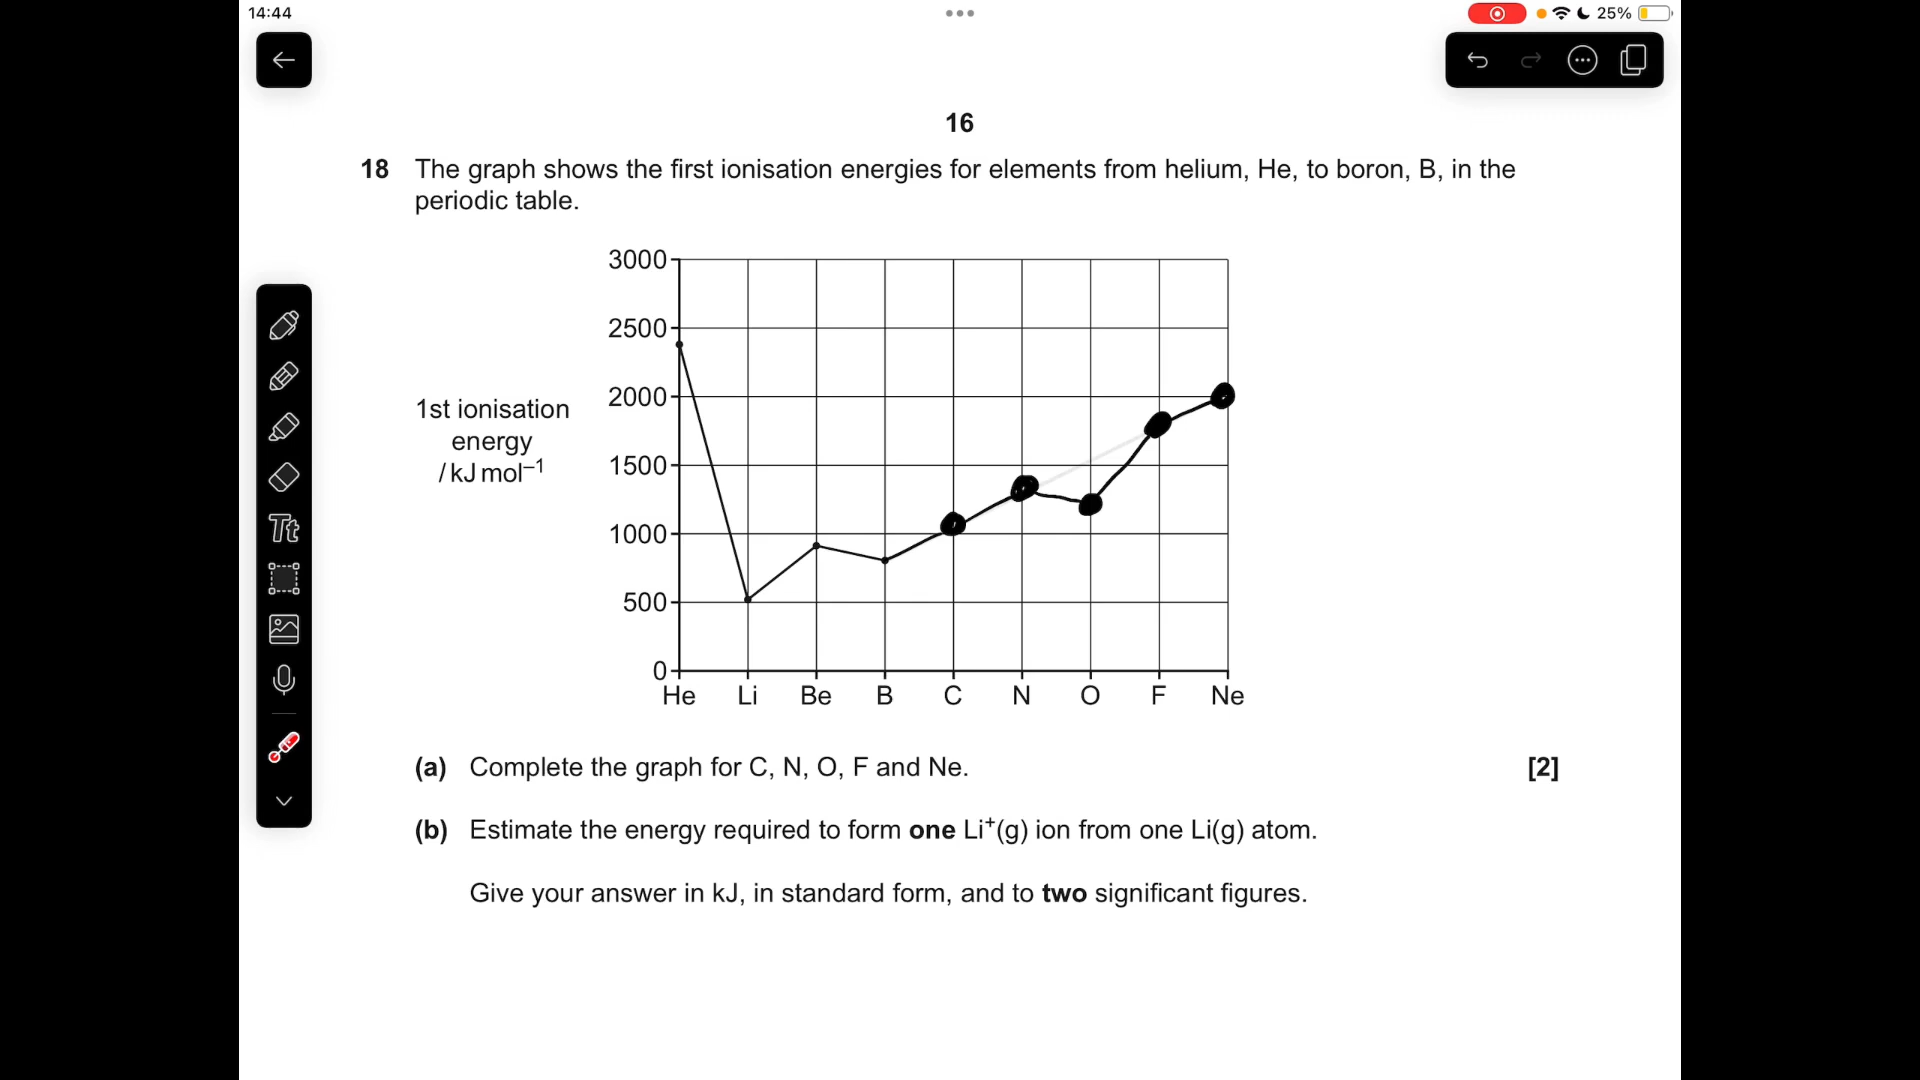 14:44
25%
16
18 The graph shows the first ionisation energies for elements from helium, He, to boron, B, in the
periodic table.
3000
2500
2000
1500
1000
500
0
1st ionisation
energy
/ kJ mol⁻¹
He Li Be B C N O F Ne
(a) Complete the graph for C, N, O, F and Ne. [2]
(b) Estimate the energy required to form one Li⁺(g) ion from one Li(g) atom.
Give your answer in kJ, in standard form, and to two significant figures.
Tt